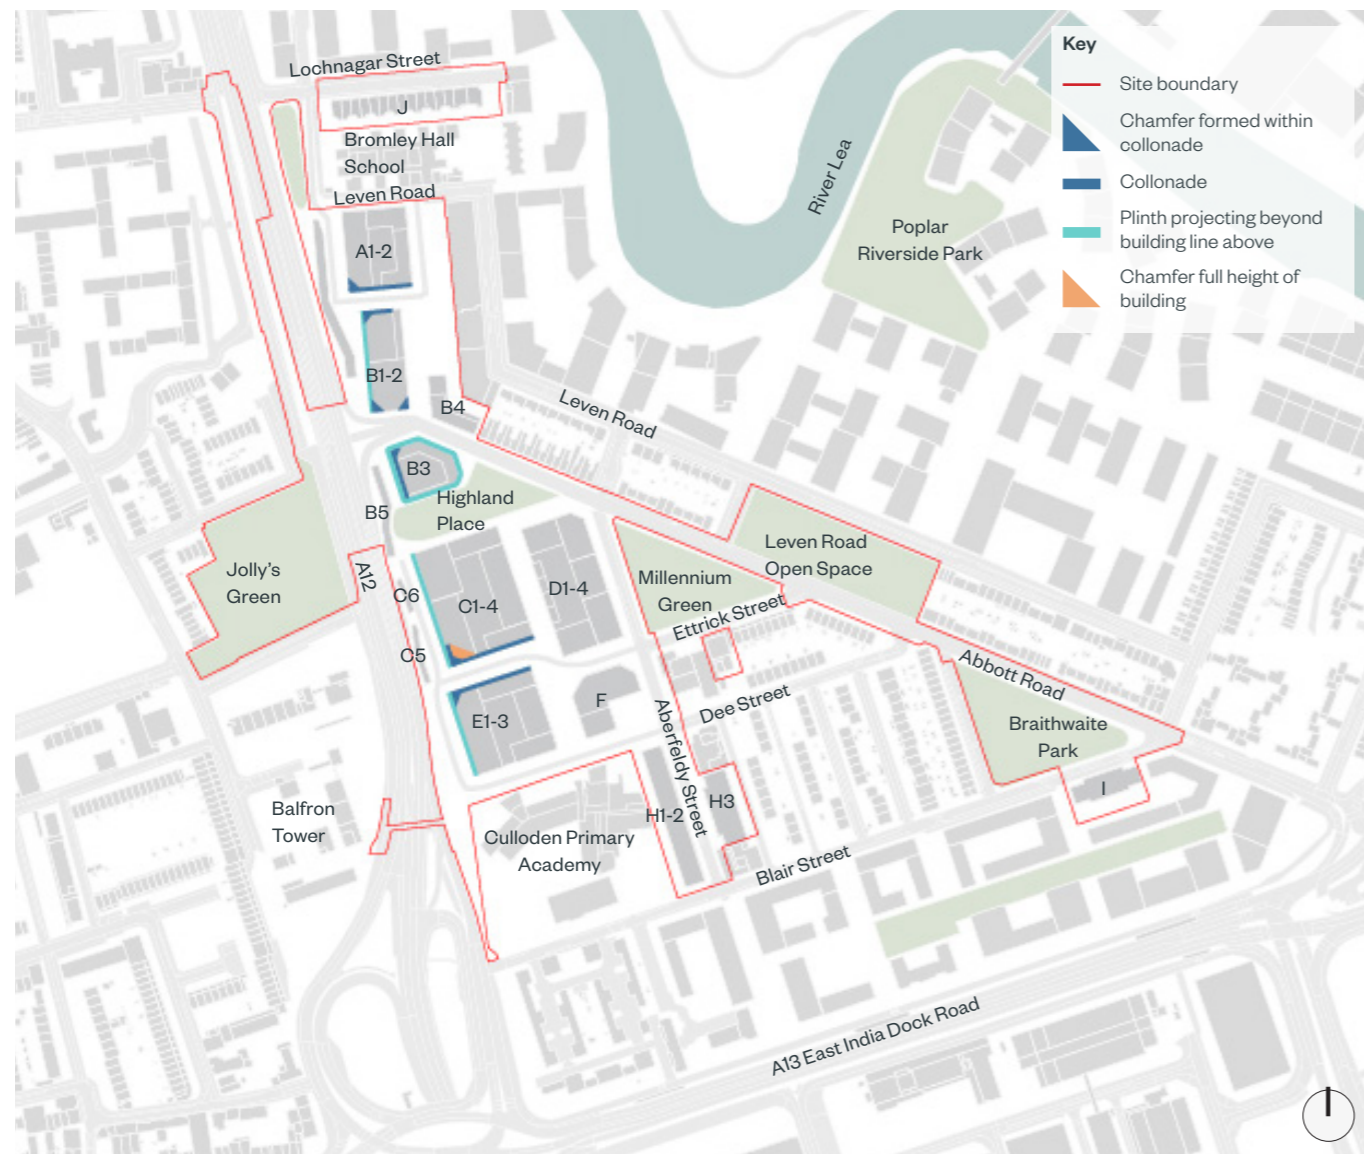 Key
Site boundary
Chamfer formed within
collonade
Collonade
Plinth projecting beyond
building line above
Chamfer full height of
building
Lochnagar Street
J
Bromley Hall
School
Leven Road
A1-2
River Lea
Poplar
Riverside Park
B1-2
B4
Leven Road
B3
Highland
Place
B5
Jolly's
Green
A12
C6
C1-4
D1-4
Millennium
Green
Leven Road
Open Space
Ettrick Street
C5
Abbott Road
E1-3
F
Dee Street
Aberfeldy Street
Braithwaite
Park
I
Balfron
Tower
Culloden Primary
Academy
H1-2
H3
Blair Street
A13 East India Dock Road